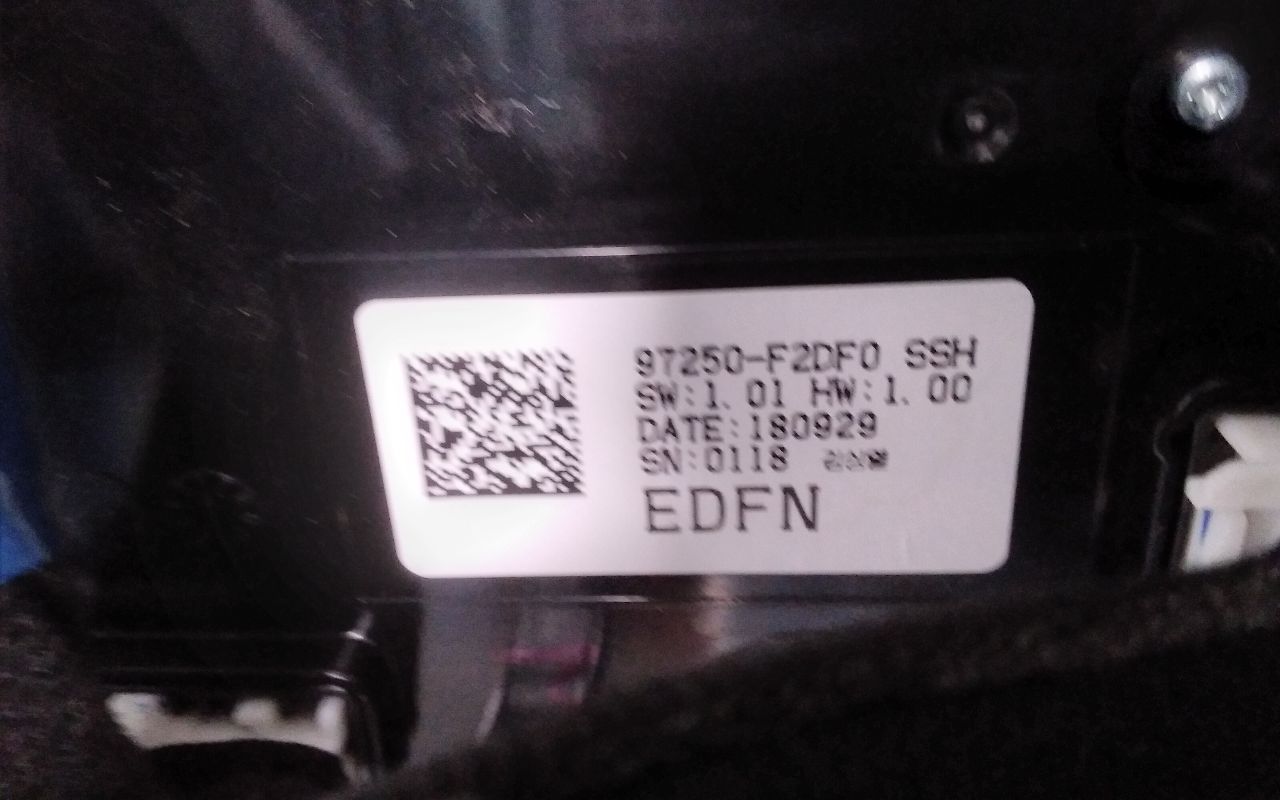 97250-F2DF0 SSH
SW:1.01 HW:1.00
DATE:180929
SN:0118
EDFN